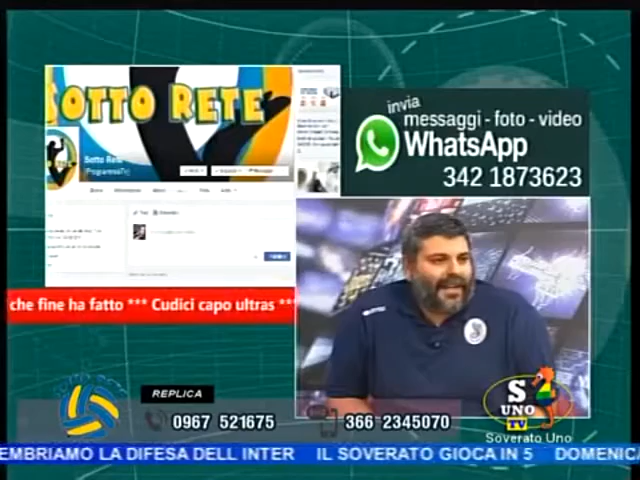 SOTTO RETE
Sotto Rete
invia
messaggi - foto - video
WhatsApp
342 1873623
che fine ha fatto *** Cudici capo ultras **
REPLICA
0967 521675
366 2345070
S
UNO
TV
Soverato Uno
EMBRIAMO LA DIFESA DELL INTER IL SOVERATO GIOCA IN 5 DOMENICA